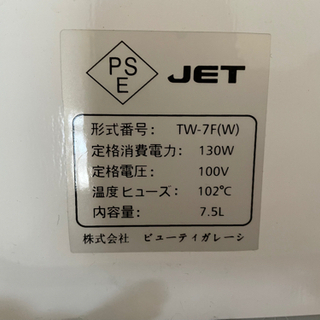 PS
E
JET
形式番号: TW-7F(W)
定格消費電力: 130W
定格電圧: 100V
温度ヒューズ: 102℃
内容量: 7.5L
株式会社 ビューティガレーシ